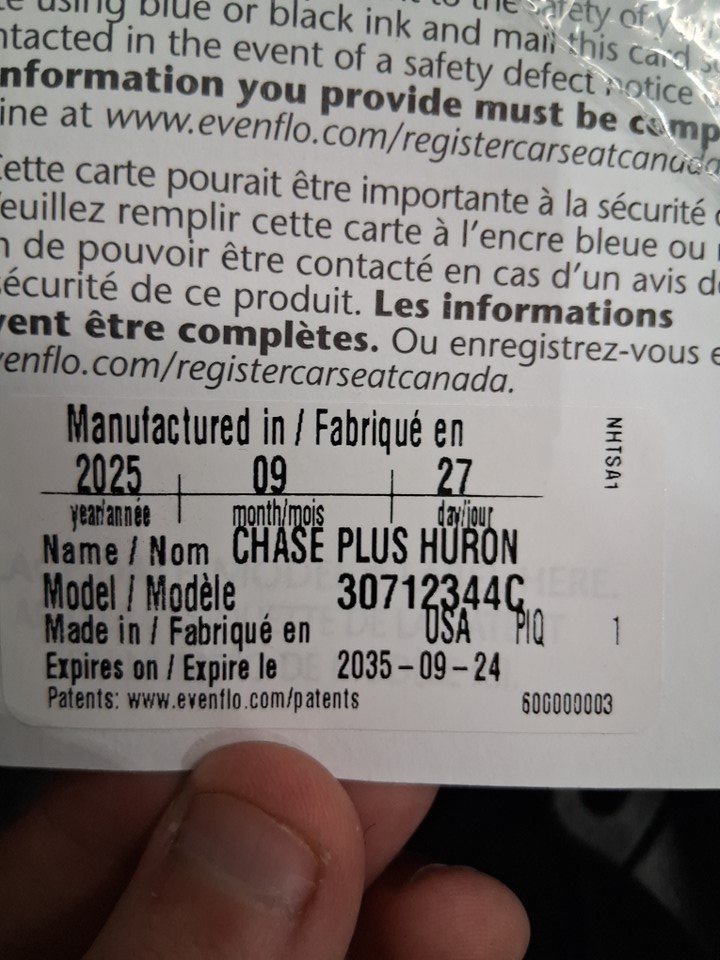 using blue or black ink and mail this card
ntacted in the event of a safety defect notice
nformation you provide must be comp
ine at www.evenflo.com/registercarseatcanada
Cette carte pourait être importante à la sécurité
euillez remplir cette carte à l'encre bleue ou
n de pouvoir être contacté en cas d'un avis de
sécurité de ce produit. Les informations
vent être complètes. Ou enregistrez-vous e
venflo.com/registercarseatcanada.
Manufactured in / Fabriqué en
2025 09 27
year/année month/mois day/jour
NHTSA1
Name / Nom CHASE PLUS HURON
Model / Modèle 30712344C
Made in / Fabriqué en USA PIQ 1
Expires on / Expire le 2035-09-24
Patents: www.evenflo.com/patents 60G000003